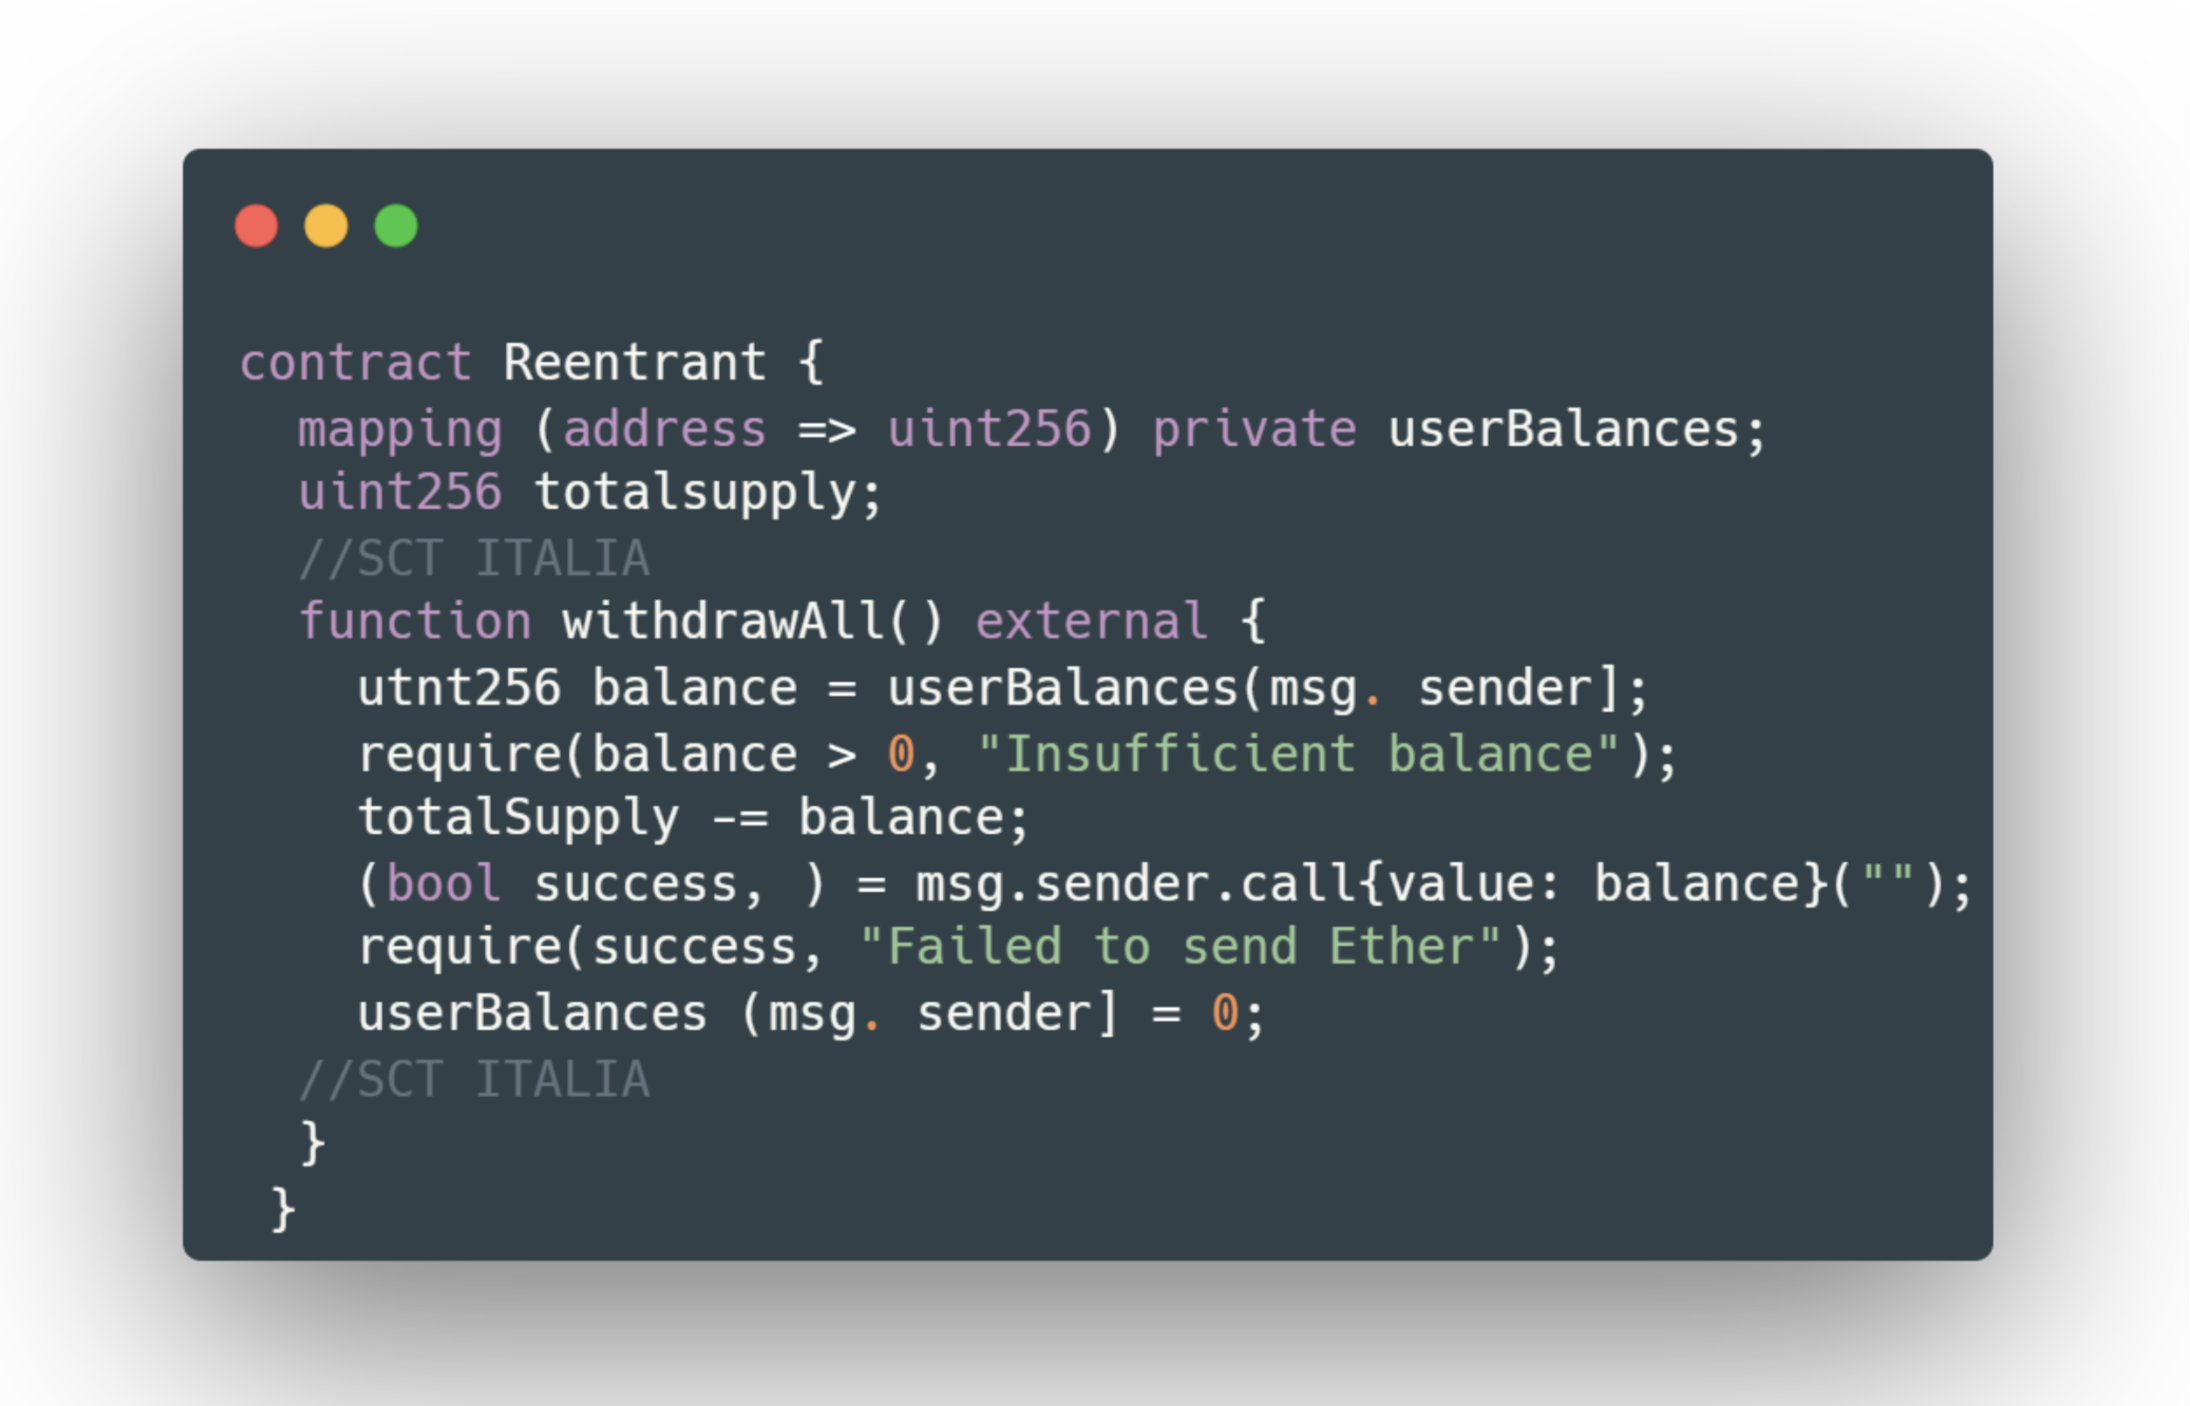 contract Reentrant {
mapping (address => uint256) private userBalances;
uint256 totalsupply;
//SCT ITALIA
function withdrawAll() external {
utnt256 balance = userBalances(msg. sender];
require(balance > 0, "Insufficient balance");
totalSupply -= balance;
(bool success, ) = msg.sender.call{value: balance}("");
require(success, "Failed to send Ether");
userBalances (msg. sender] = 0;
//SCT ITALIA
}
}